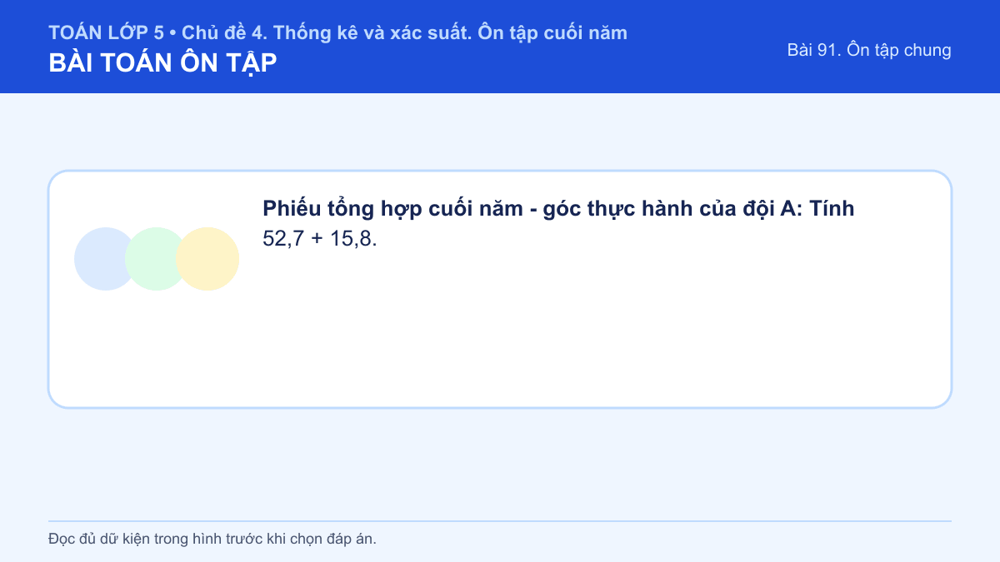 TOÁN LỚP 5 • Chủ đề 4. Thống kê và xác suất. Ôn tập cuối năm
BÀI TOÁN ÔN TẬP
Bài 91. Ôn tập chung
Phiếu tổng hợp cuối năm - góc thực hành của đội A: Tính
52,7 + 15,8.
Đọc đủ dữ kiện trong hình trước khi chọn đáp án.